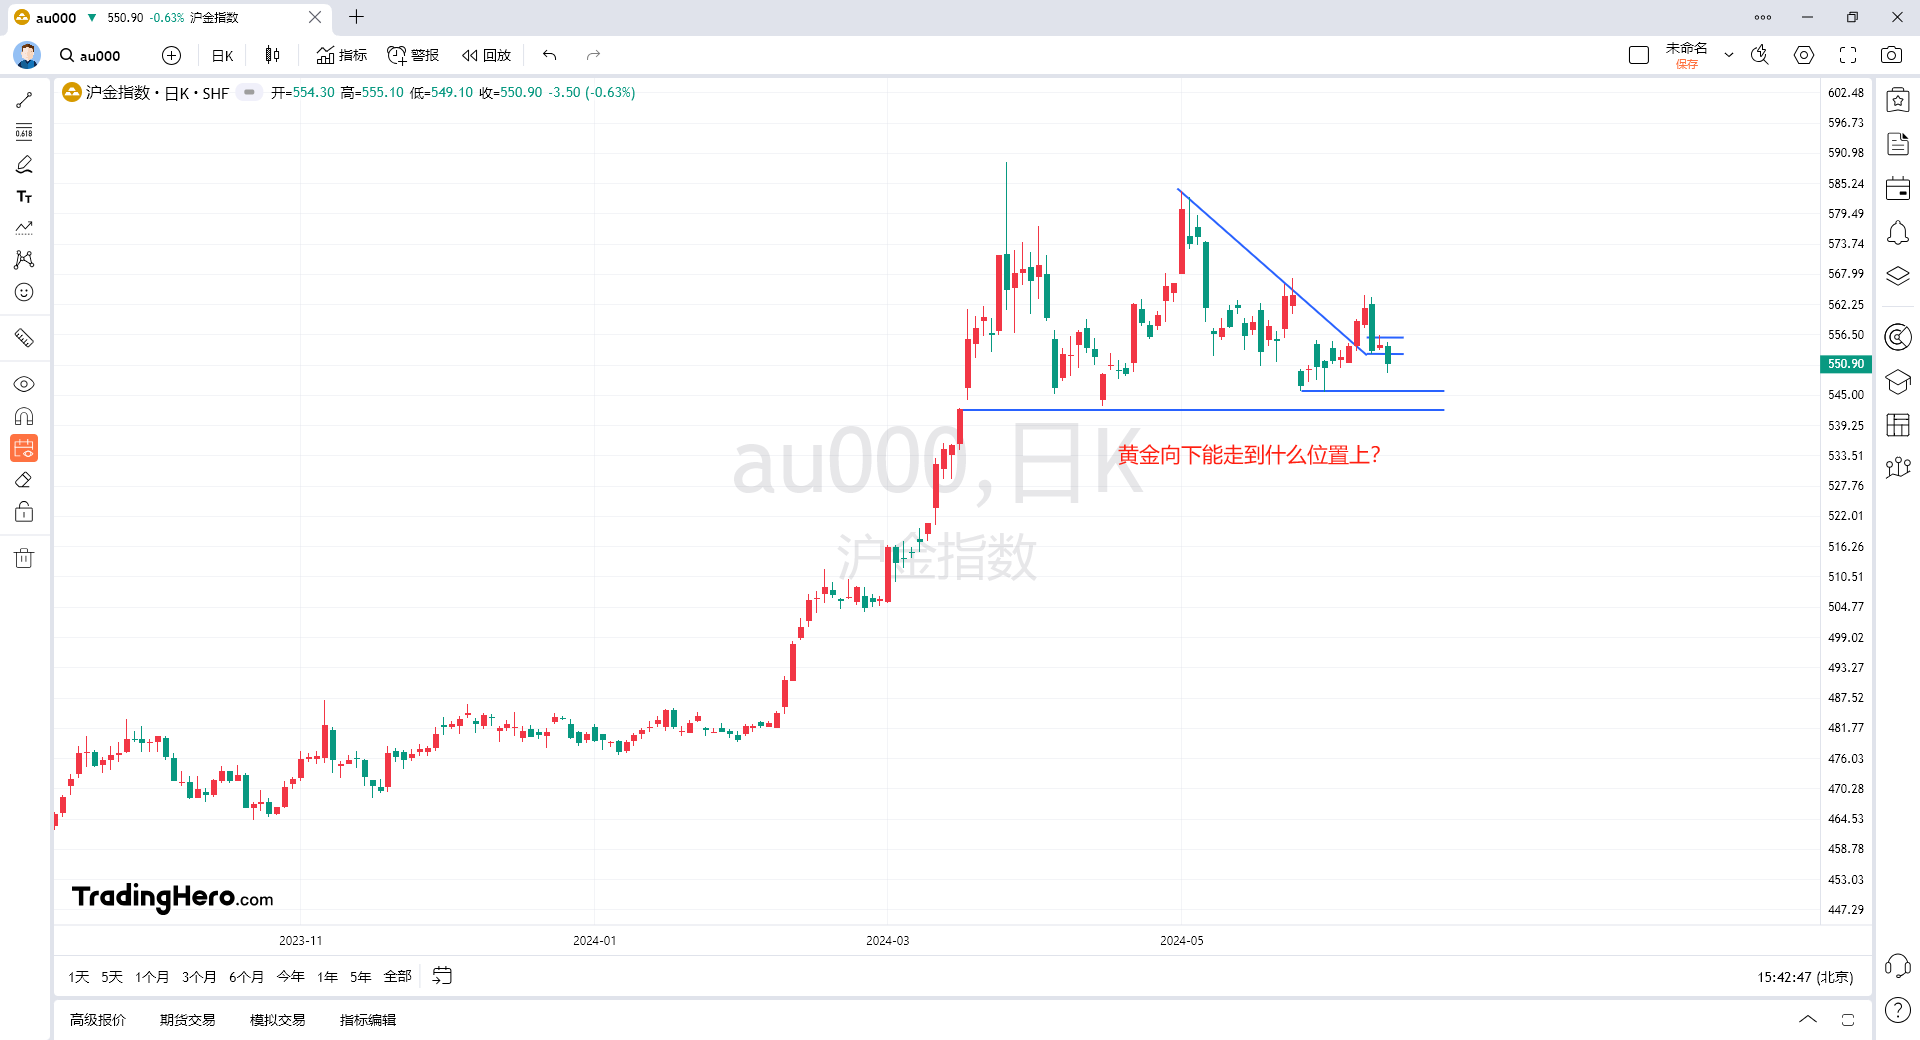 au000 ▼ 550.90 -0.63% 沪金指数
au000 日K 指标 警报 回放 未命名
保存
沪金指数 · 日K · SHF 开=554.30 高=555.10 低=549.10 收=550.90 -3.50 (-0.63%)
0.618
TT
602.48
596.73
590.98
585.24
579.49
573.74
567.99
562.25
556.50
550.90
545.00
539.25
533.51
527.76
522.01
516.26
510.51
504.77
499.02
493.27
487.52
481.77
476.03
470.28
464.53
458.78
453.03
447.29
au000,日K
沪金指数
黄金向下能走到什么位置上?
TradingHero.com
2023-11 2024-01 2024-03 2024-05
1天 5天 1个月 3个月 6个月 今年 1年 5年 全部 15:42:47 (北京)
高级报价 期货交易 模拟交易 指标编辑